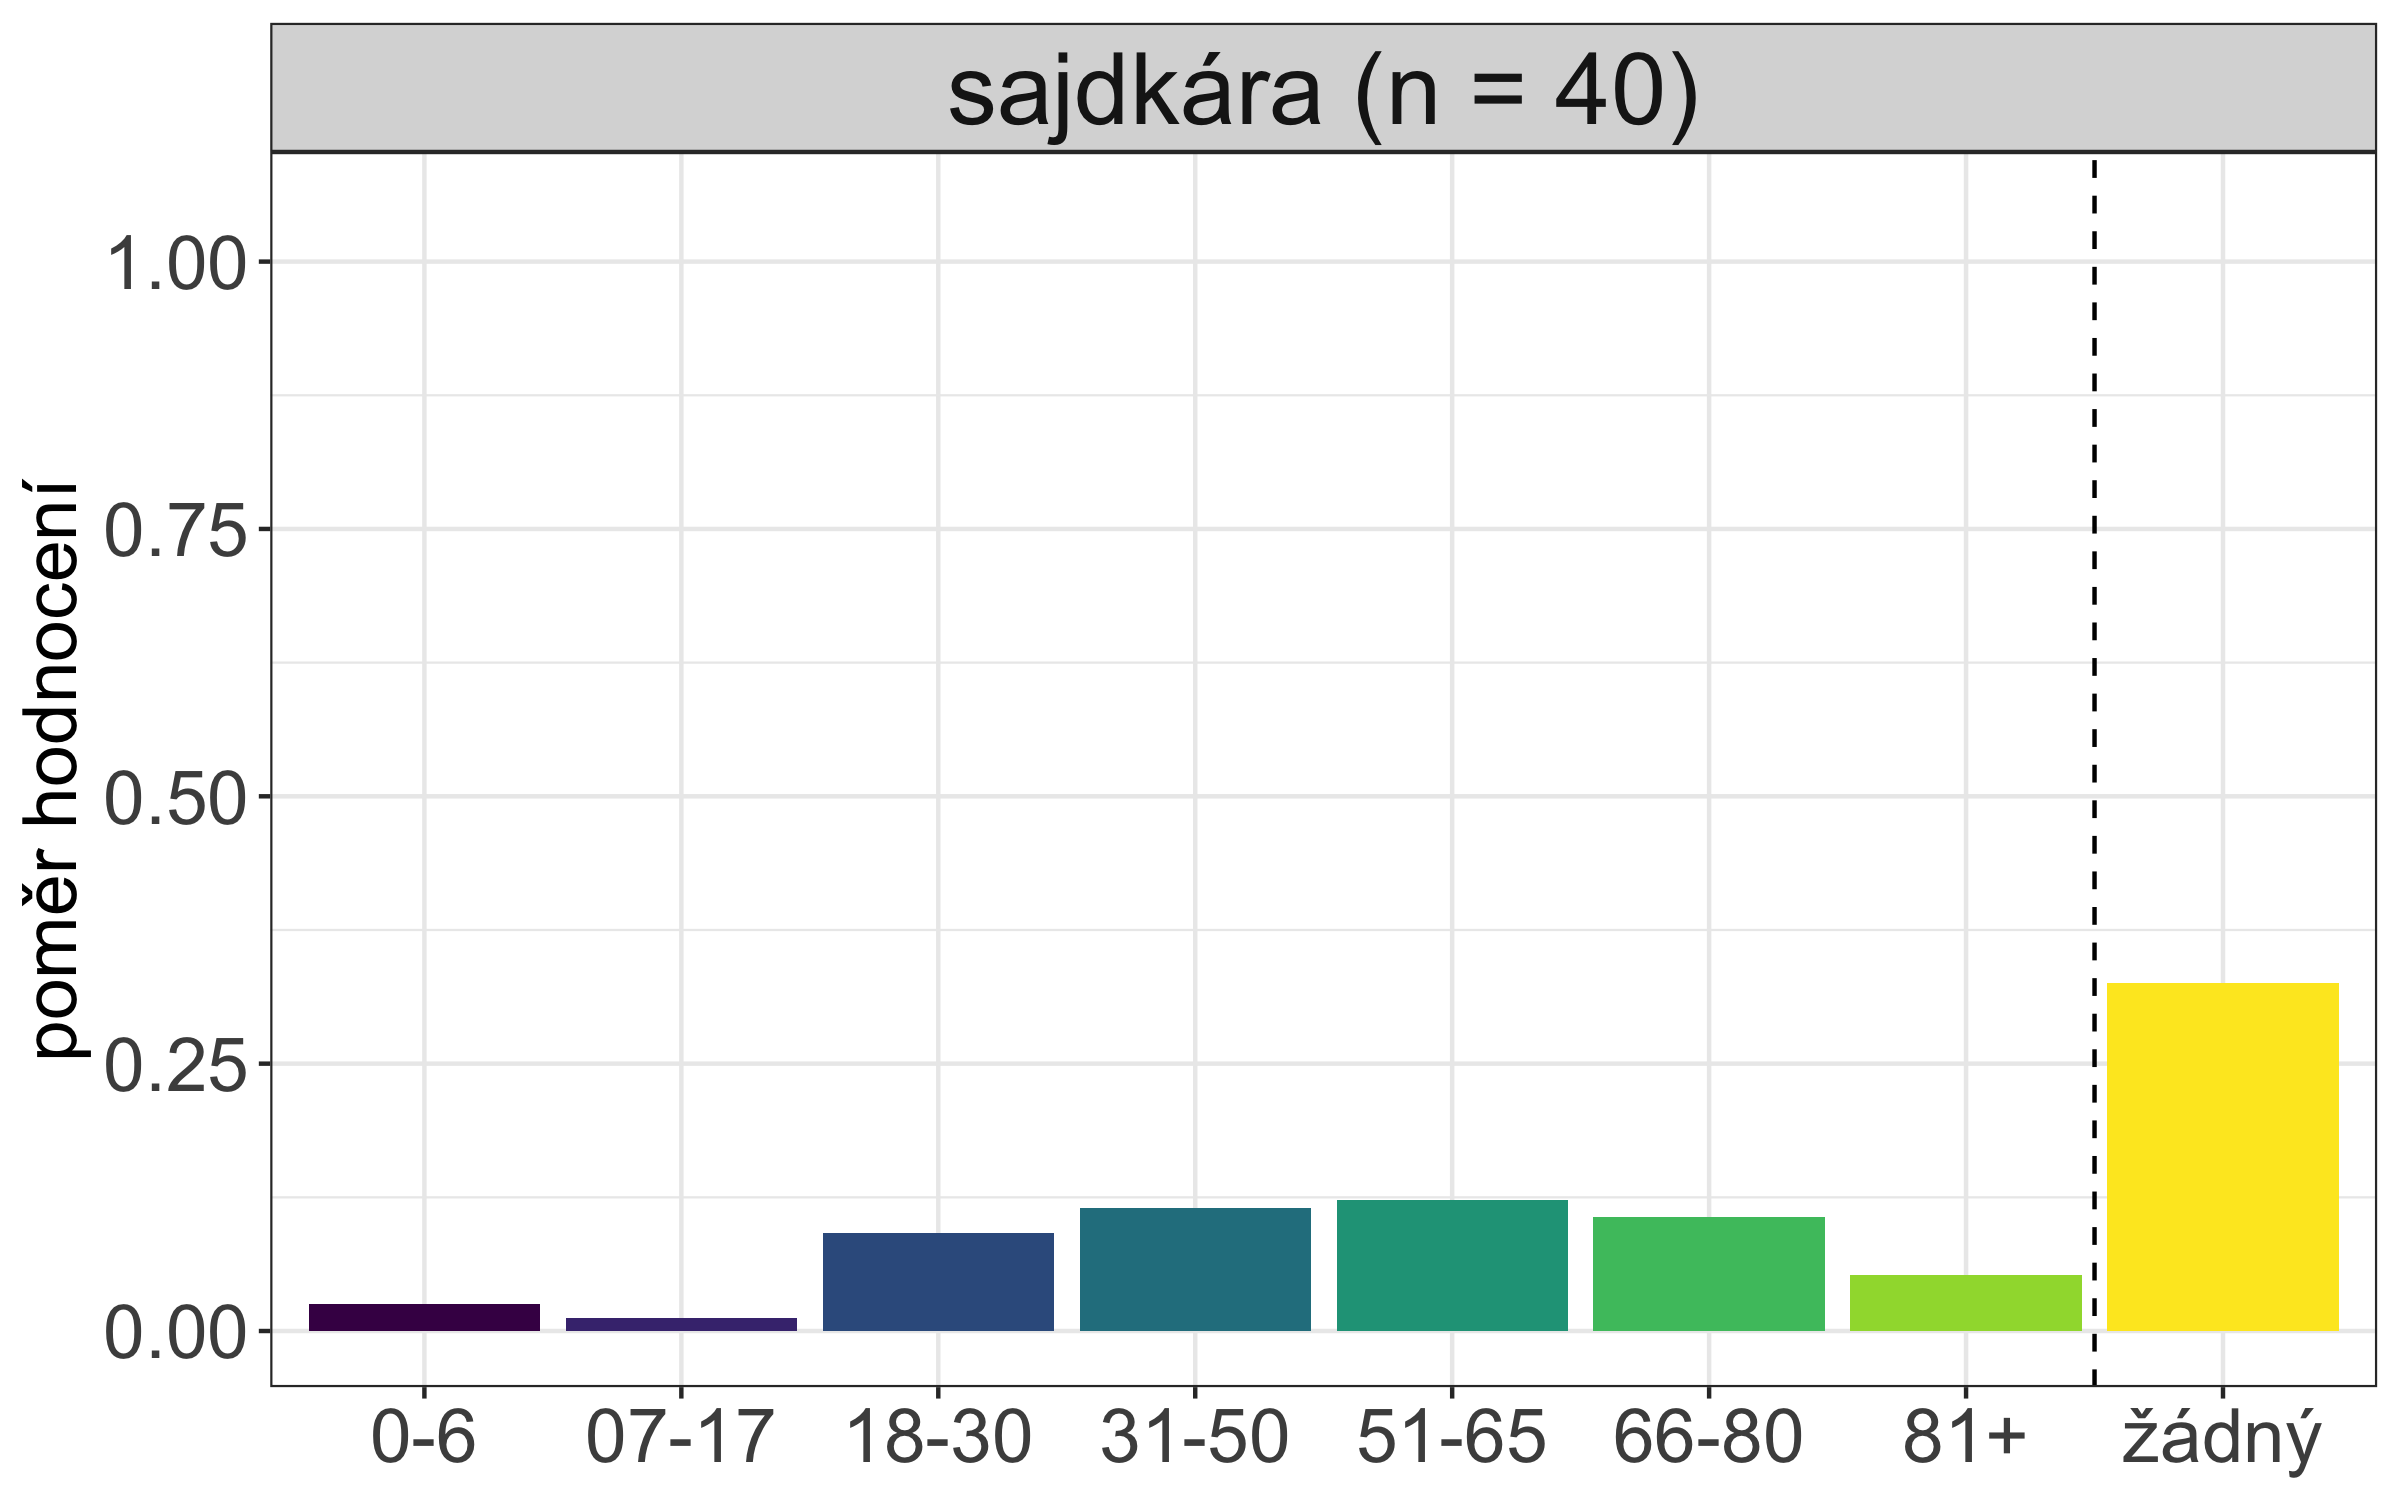 sajdkára (n = 40)
poměr hodnocení
1.00
0.75
0.50
0.25
0.00
0-6 07-17 18-30 31-50 51-65 66-80 81+ žádný